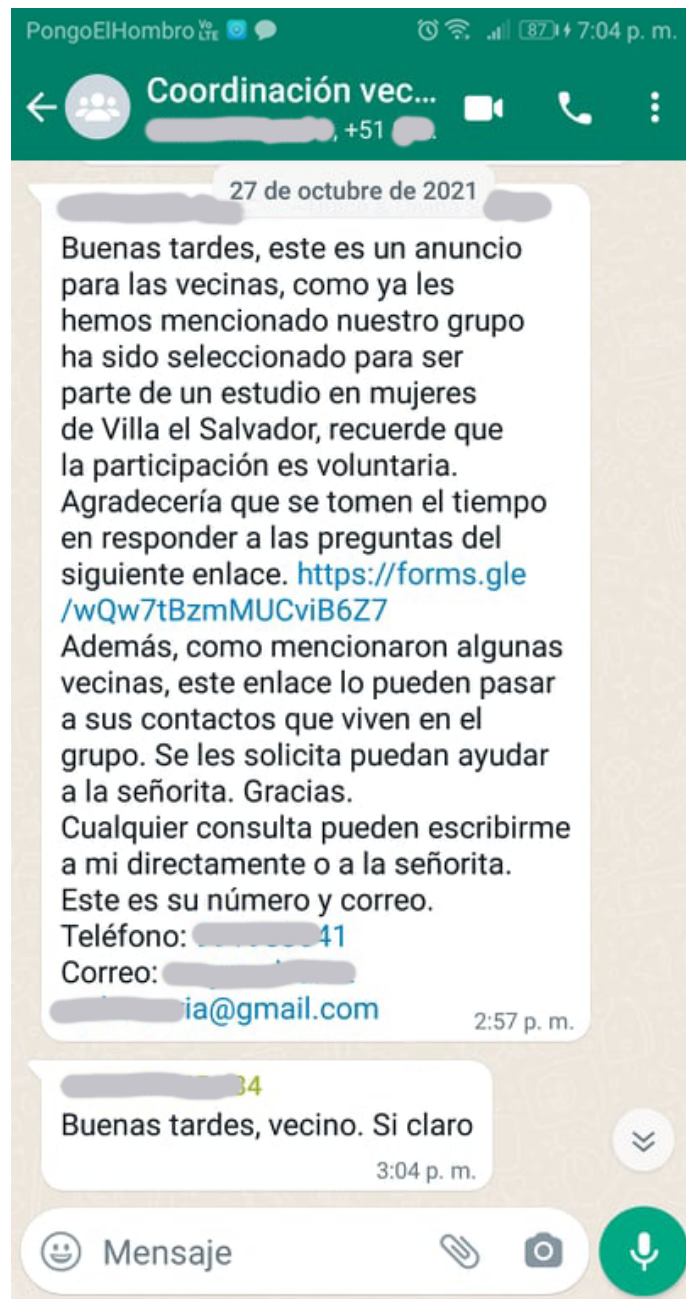 PongoElHombro Vo LTE 87 7:04 p. m.
Coordinación vec...
, +51
27 de octubre de 2021
Buenas tardes, este es un anuncio
para las vecinas, como ya les
hemos mencionado nuestro grupo
ha sido seleccionado para ser
parte de un estudio en mujeres
de Villa el Salvador, recuerde que
la participación es voluntaria.
Agradecería que se tomen el tiempo
en responder a las preguntas del
siguiente enlace. https://forms.gle
/wQw7tBzmMUCviB6Z7
Además, como mencionaron algunas
vecinas, este enlace lo pueden pasar
a sus contactos que viven en el
grupo. Se les solicita puedan ayudar
a la señorita. Gracias.
Cualquier consulta pueden escribirme
a mi directamente o a la señorita.
Este es su número y correo.
Teléfono: 41
Correo:
ia@gmail.com
2:57 p. m.
34
Buenas tardes, vecino. Si claro
3:04 p. m.
Mensaje